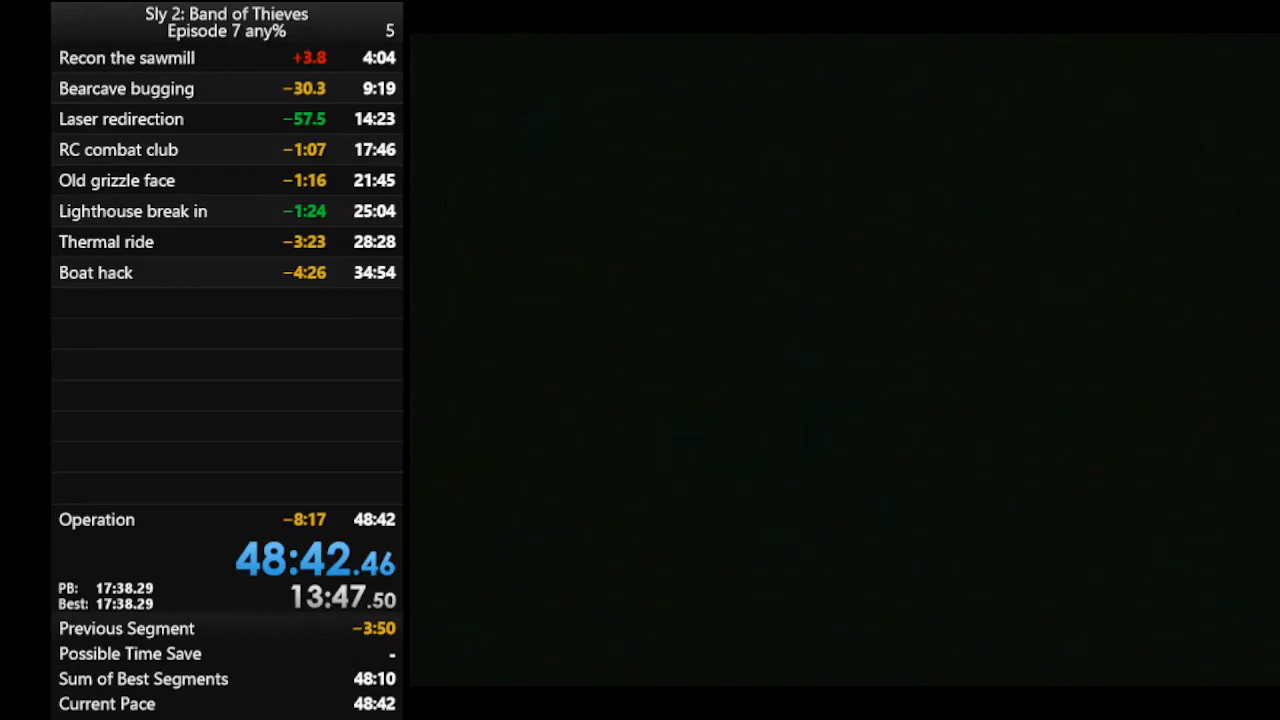 Sly 2: Band of Thieves
Episode 7 any% 5
Recon the sawmill +3.8 4:04
Bearcave bugging −30.3 9:19
Laser redirection −57.5 14:23
RC combat club −1:07 17:46
Old grizzle face −1:16 21:45
Lighthouse break in −1:24 25:04
Thermal ride −3:23 28:28
Boat hack −4:26 34:54
Operation −8:17 48:42
48:42.46
PB: 17:38.29
Best: 17:38.29
13:47.50
Previous Segment −3:50
Possible Time Save -
Sum of Best Segments 48:10
Current Pace 48:42